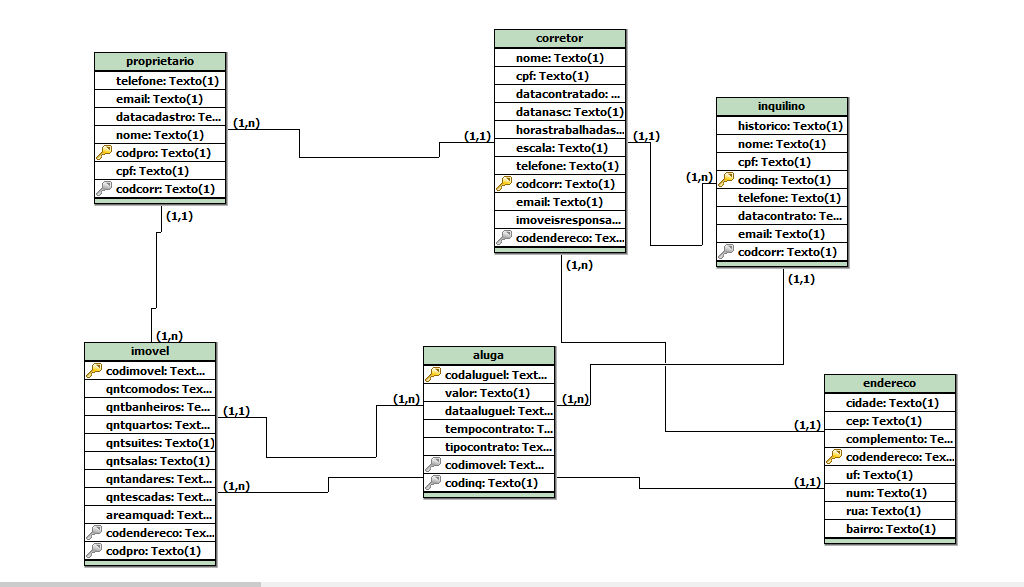 proprietario
telefone: Texto(1)
email: Texto(1)
datacadastro: Te...
nome: Texto(1)
codpro: Texto(1)
cpf: Texto(1)
codcorr: Texto(1)
(1,n)
(1,1)
corretor
nome: Texto(1)
cpf: Texto(1)
datacontratado: ...
datanasc: Texto(1)
horastrabalhadas...
escala: Texto(1)
telefone: Texto(1)
codcorr: Texto(1)
email: Texto(1)
imoveisresponsa...
codendereco: Tex...
(1,1)
(1,1)
(1,n)
inquilino
historico: Texto(1)
nome: Texto(1)
cpf: Texto(1)
codinq: Texto(1)
telefone: Texto(1)
datacontrato: Te...
email: Texto(1)
codcorr: Texto(1)
(1,n)
(1,1)
(1,n)
imovel
codimovel: Text...
qntcomodos: Tex...
qntbanheiros: Te...
qntquartos: Text...
qntsuites: Texto(1)
qntsalas: Texto(1)
qntandares: Text...
qntescadas: Text...
areamquad: Text...
codendereco: Tex...
codpro: Texto(1)
(1,1)
(1,n)
aluga
codaluguel: Text...
valor: Texto(1)
dataaluguel: Text...
tempocontrato: T...
tipocontrato: Tex...
codimovel: Text...
codinq: Texto(1)
(1,n)
(1,n)
endereco
cidade: Texto(1)
cep: Texto(1)
complemento: Te...
codendereco: Tex...
uf: Texto(1)
num: Texto(1)
rua: Texto(1)
bairro: Texto(1)
(1,1)
(1,1)